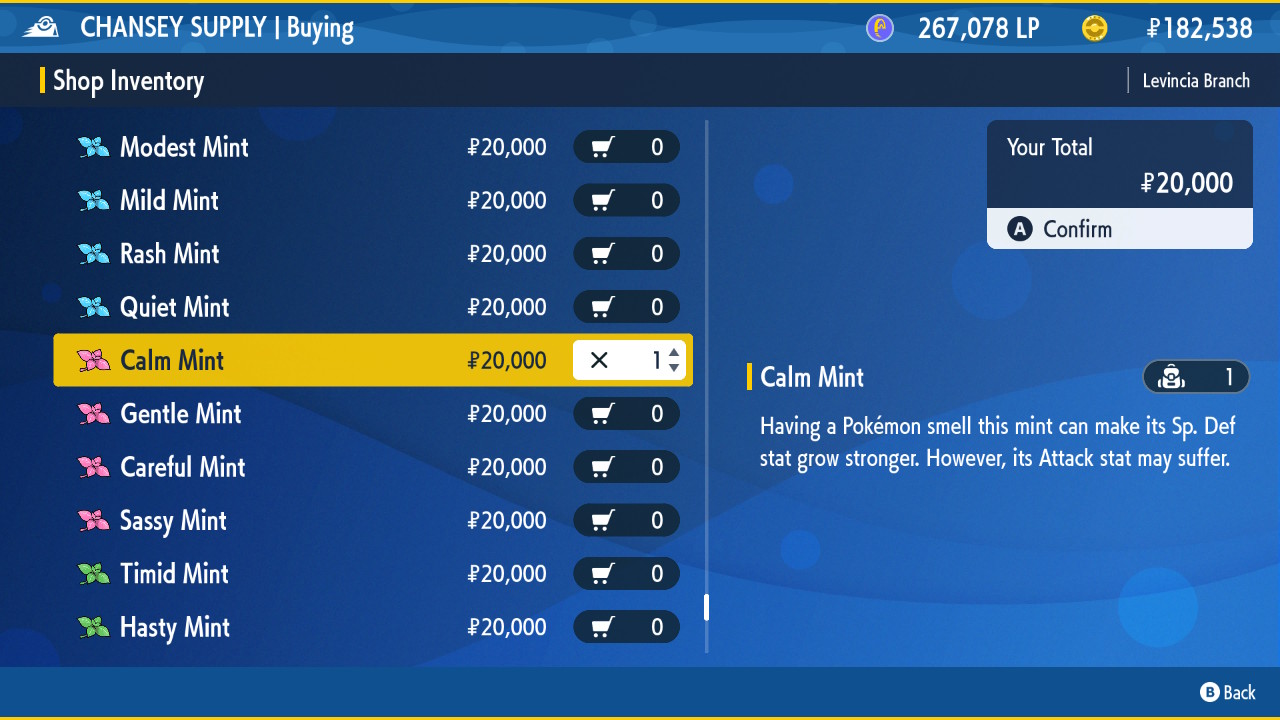 CHANSEY SUPPLY | Buying
267,078 LP
₽182,538
Shop Inventory
Levincia Branch
Modest Mint ₽20,000 0
Mild Mint ₽20,000 0
Rash Mint ₽20,000 0
Quiet Mint ₽20,000 0
Calm Mint ₽20,000 × 1
Gentle Mint ₽20,000 0
Careful Mint ₽20,000 0
Sassy Mint ₽20,000 0
Timid Mint ₽20,000 0
Hasty Mint ₽20,000 0
Your Total
₽20,000
A Confirm
Calm Mint 1
Having a Pokémon smell this mint can make its Sp. Def
stat grow stronger. However, its Attack stat may suffer.
B Back